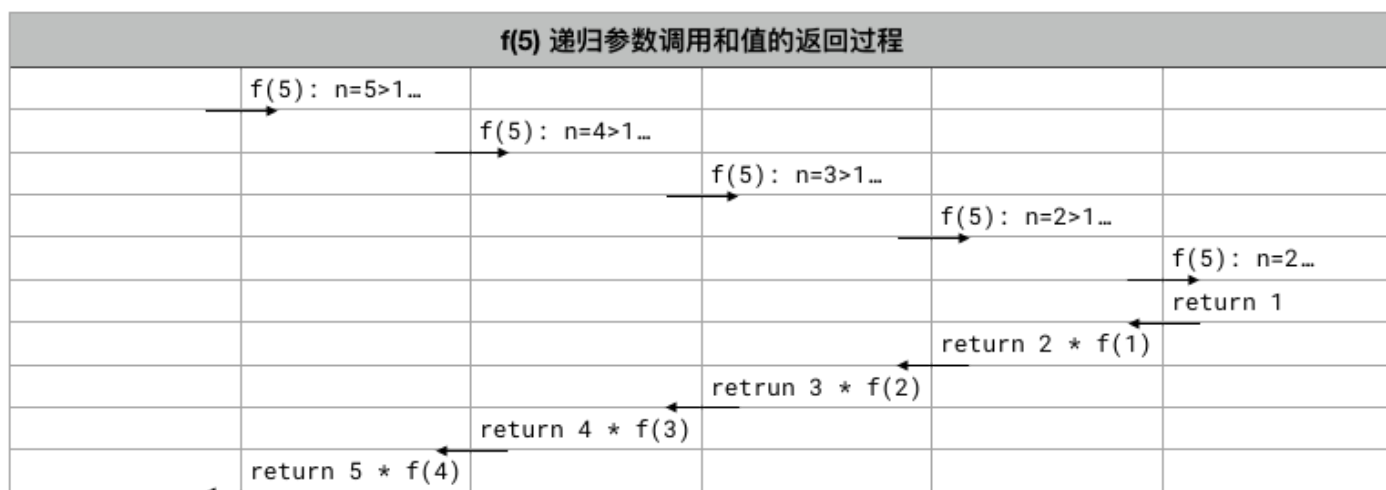 f(5) 递归参数调用和值的返回过程
f(5): n=5>1…
f(5): n=4>1…
f(5): n=3>1…
f(5): n=2>1…
f(5): n=2…
return 1
return 2 * f(1)
retrun 3 * f(2)
return 4 * f(3)
return 5 * f(4)